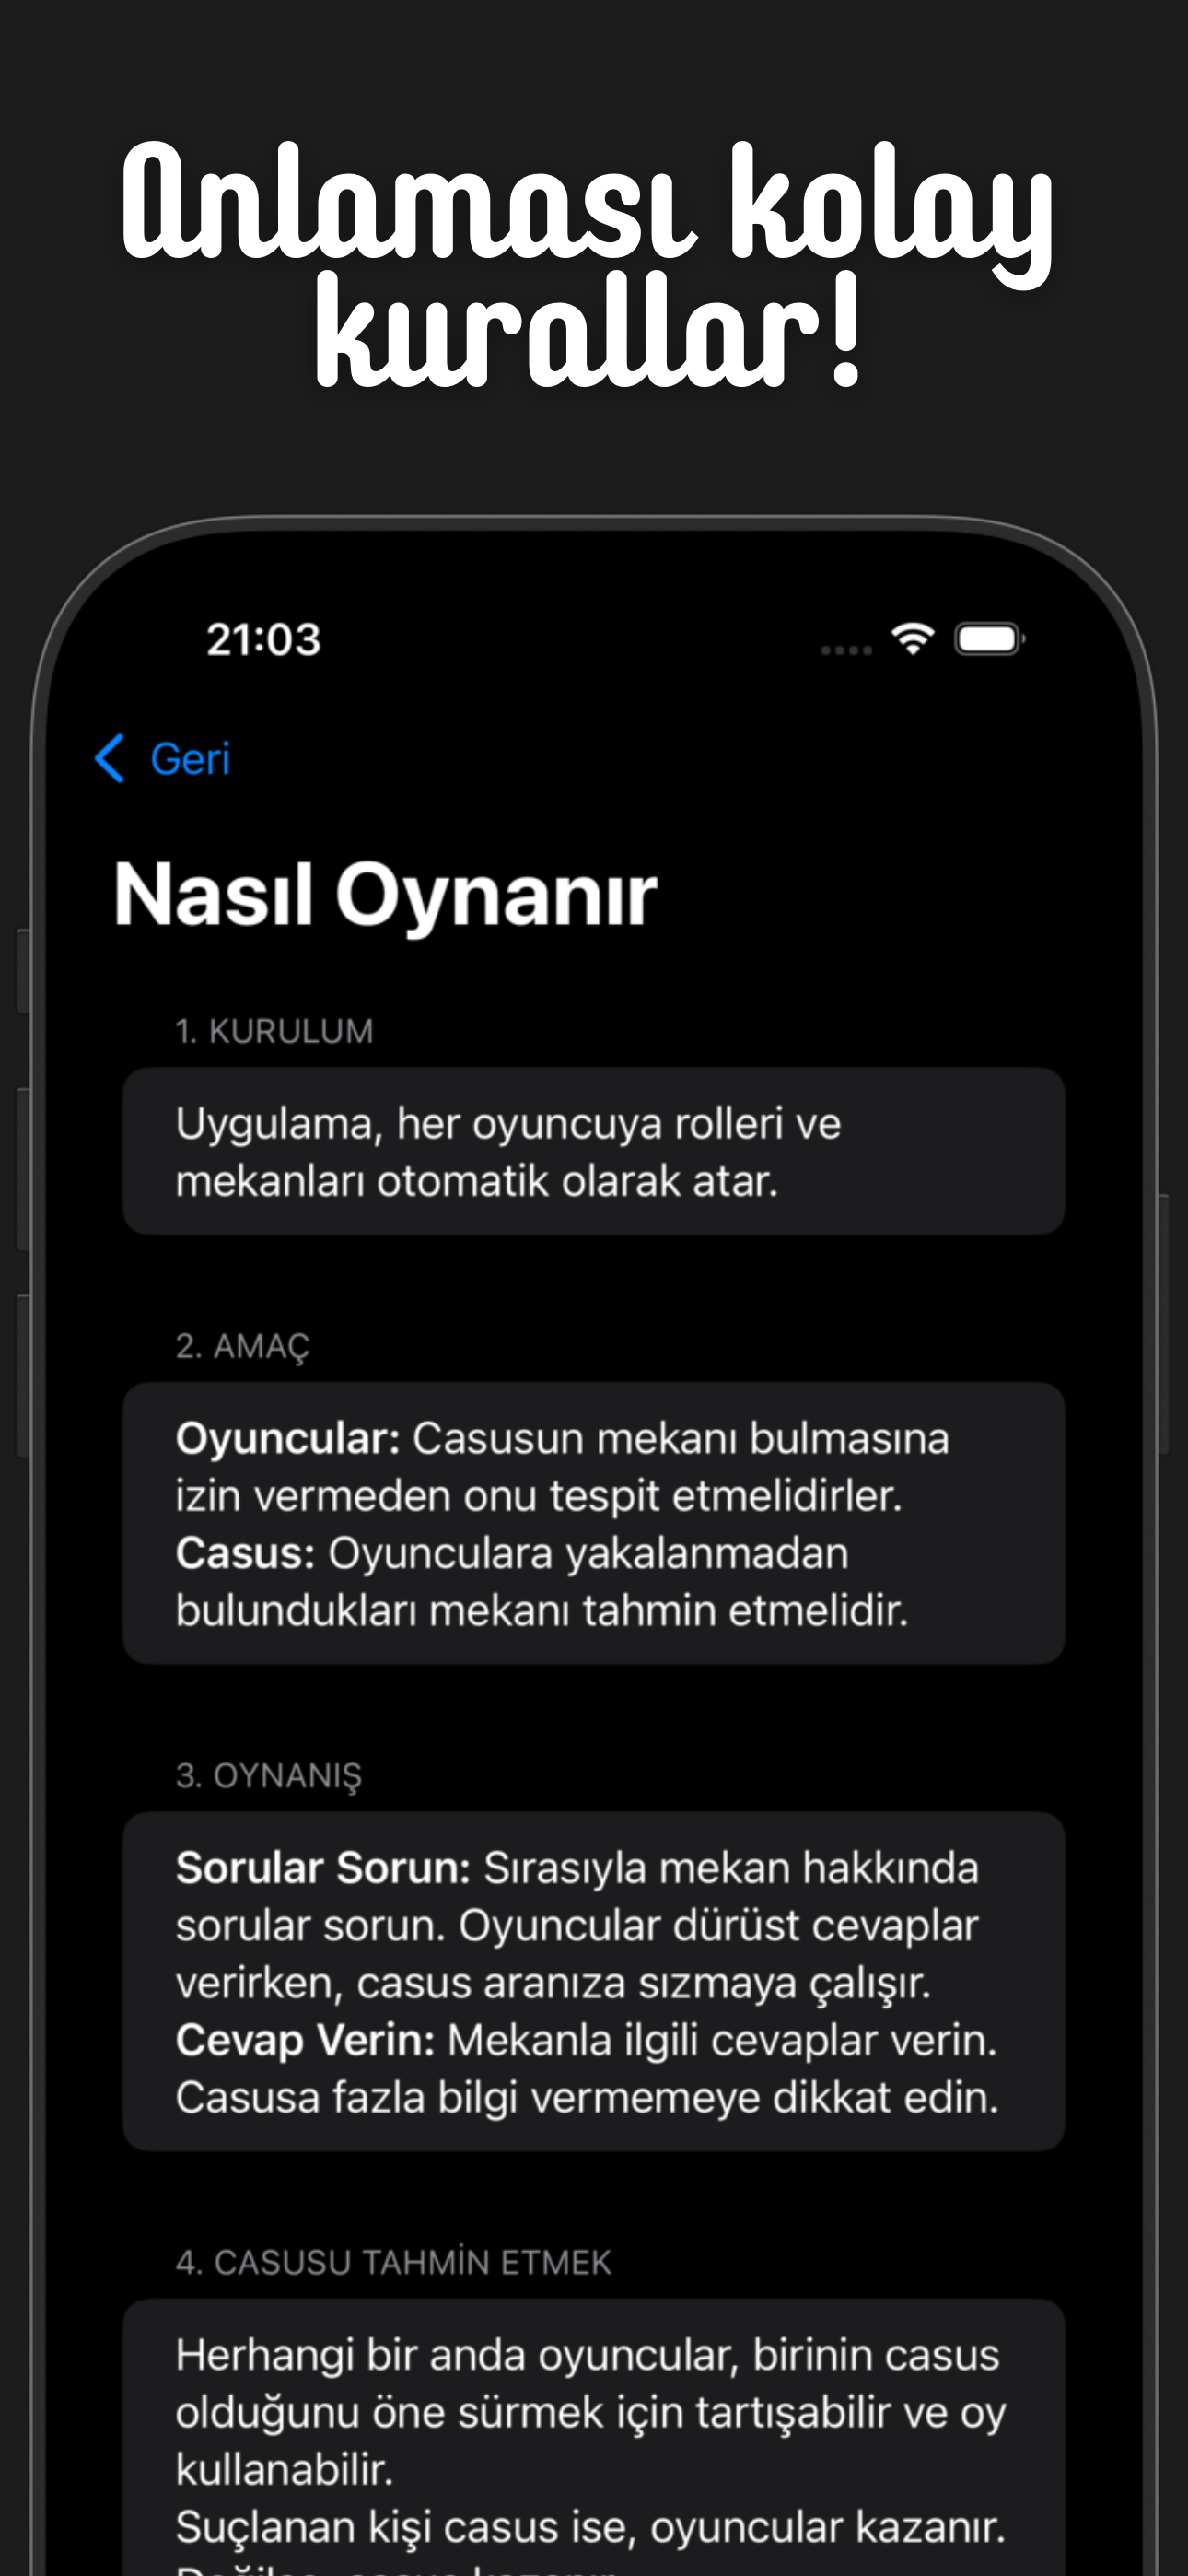 Anlaması kolay
kurallar!
21:03
Geri
Nasıl Oynanır
1. KURULUM
Uygulama, her oyuncuya rolleri ve
mekanları otomatik olarak atar.
2. AMAÇ
Oyuncular: Casusun mekanı bulmasına
izin vermeden onu tespit etmelidirler.
Casus: Oyunculara yakalanmadan
bulundukları mekanı tahmin etmelidir.
3. OYNANIŞ
Sorular Sorun: Sırasıyla mekan hakkında
sorular sorun. Oyuncular dürüst cevaplar
verirken, casus aranıza sızmaya çalışır.
Cevap Verin: Mekanla ilgili cevaplar verin.
Casusa fazla bilgi vermemeye dikkat edin.
4. CASUSU TAHMİN ETMEK
Herhangi bir anda oyuncular, birinin casus
olduğunu öne sürmek için tartışabilir ve oy
kullanabilir.
Suçlanan kişi casus ise, oyuncular kazanır.